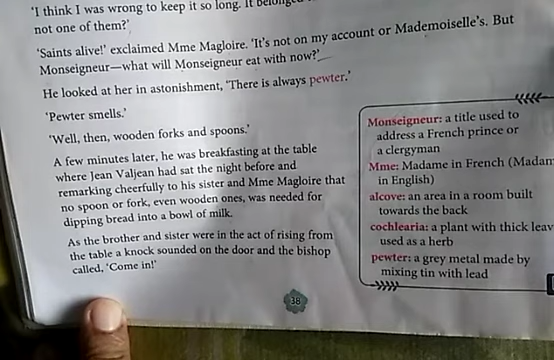 'I think I was wrong to keep it so long. It belonged
not one of them?'
'Saints alive!' exclaimed Mme Magloire. 'It's not on my account or Mademoiselle's. But
Monseigneur—what will Monseigneur eat with now?'
He looked at her in astonishment, 'There is always pewter.'
'Pewter smells.'
'Well, then, wooden forks and spoons.'
A few minutes later, he was breakfasting at the table
where Jean Valjean had sat the night before and
remarking cheerfully to his sister and Mme Magloire that
no spoon or fork, even wooden ones, was needed for
dipping bread into a bowl of milk.
As the brother and sister were in the act of rising from
the table a knock sounded on the door and the bishop
called, 'Come in!'
Monseigneur: a title used to
address a French prince or
a clergyman
Mme: Madame in French (Madam
in English)
alcove: an area in a room built
towards the back
cochlearia: a plant with thick leav
used as a herb
pewter: a grey metal made by
mixing tin with lead
38